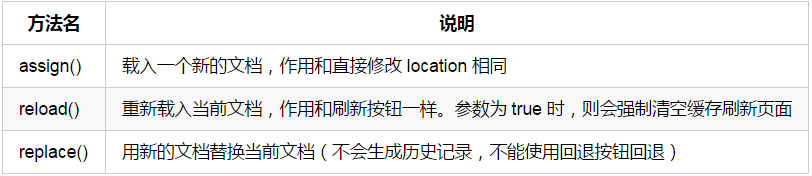 方法名 说明
assign() 载入一个新的文档，作用和直接修改 location 相同
reload() 重新载入当前文档，作用和刷新按钮一样。参数为 true 时，则会强制清空缓存刷新页面
replace() 用新的文档替换当前文档（不会生成历史记录，不能使用回退按钮回退）